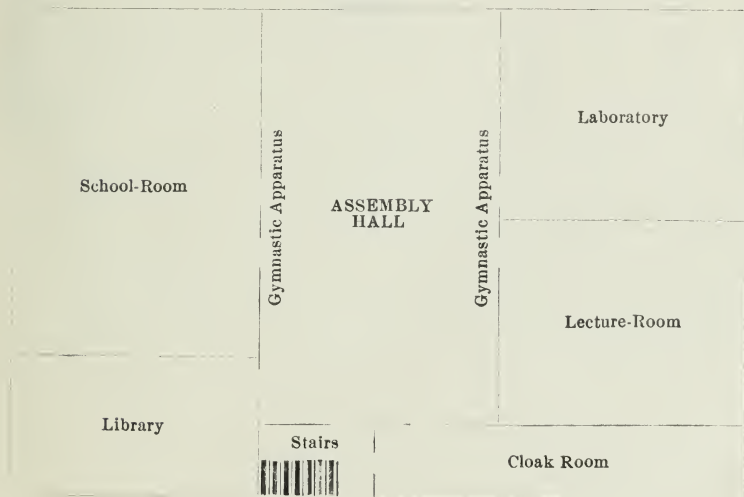 School-Room
Gymnastic Apparatus
ASSEMBLY
HALL
Gymnastic Apparatus
Laboratory
Lecture-Room
Library
Stairs
Cloak Room